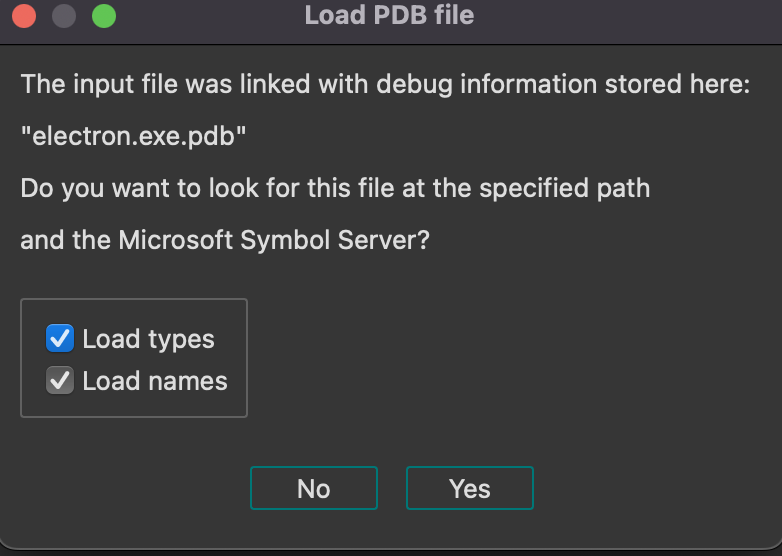 Load PDB file
The input file was linked with debug information stored here:
"electron.exe.pdb"
Do you want to look for this file at the specified path
and the Microsoft Symbol Server?
Load types
Load names
No
Yes